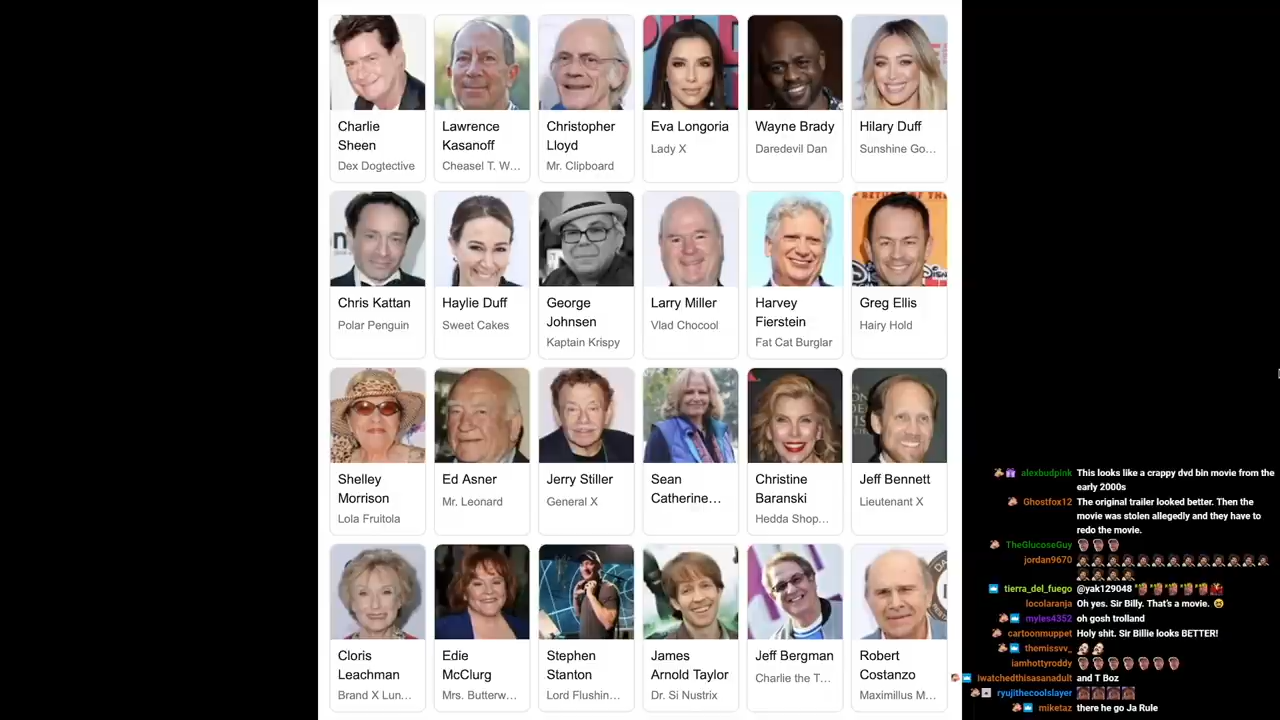 Charlie
Sheen
Dex Dogtective
Lawrence
Kasanoff
Cheasel T. W...
Christopher
Lloyd
Mr. Clipboard
Eva Longoria
Lady X
Wayne Brady
Daredevil Dan
Hilary Duff
Sunshine Go...
Chris Kattan
Polar Penguin
Haylie Duff
Sweet Cakes
George
Johnsen
Kaptain Krispy
Larry Miller
Vlad Chocool
Harvey
Fierstein
Fat Cat Burglar
Greg Ellis
Hairy Hold
Shelley
Morrison
Lola Fruitola
Ed Asner
Mr. Leonard
Jerry Stiller
General X
Sean
Catherine...
Christine
Baranski
Hedda Shop...
Jeff Bennett
Lieutenant X
Cloris
Leachman
Brand X Lun...
Edie
McClurg
Mrs. Butterw...
Stephen
Stanton
Lord Flushin...
James
Arnold Taylor
Dr. Si Nustrix
Jeff Bergman
Charlie the T...
Robert
Costanzo
Maximillus M...
alexbudpink This looks like a crappy dvd bin movie from the
early 2000s
Ghostfox12 The original trailer looked better. Then the
movie was stolen allegedly and they have to
redo the movie.
TheGlucoseGuy
jordan9670
tierra_del_fuego @yak129048
locolaranja Oh yes. Sir Billy. That's a movie.
myles4352 oh gosh trolland
cartoonmuppet Holy shit. Sir Billie looks BETTER!
themissvv_
iamhottyroddy
iwatchedthisasanadult and T Boz
ryujithecoolslayer
miketaz there he go Ja Rule